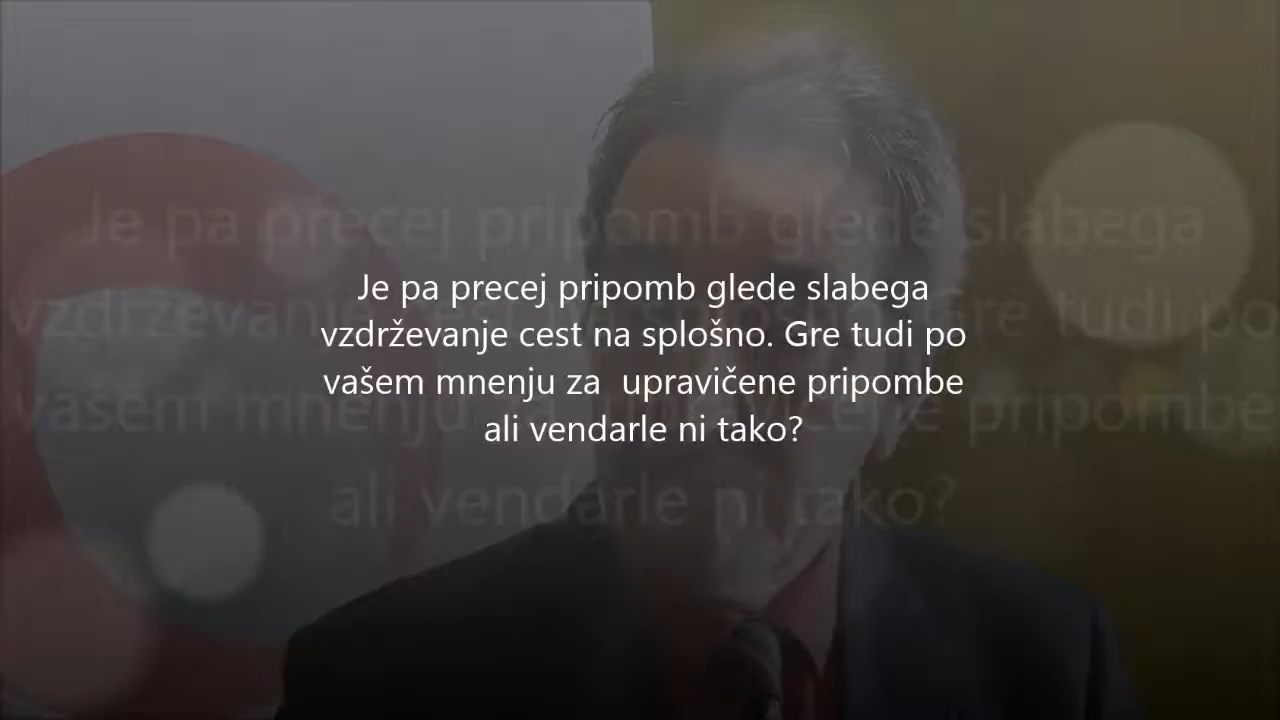 Je pa precej pripomb glede slabega
vzdrževanje cest na splošno. Gre tudi po
vašem mnenju za  upravičene pripombe
ali vendarle ni tako?